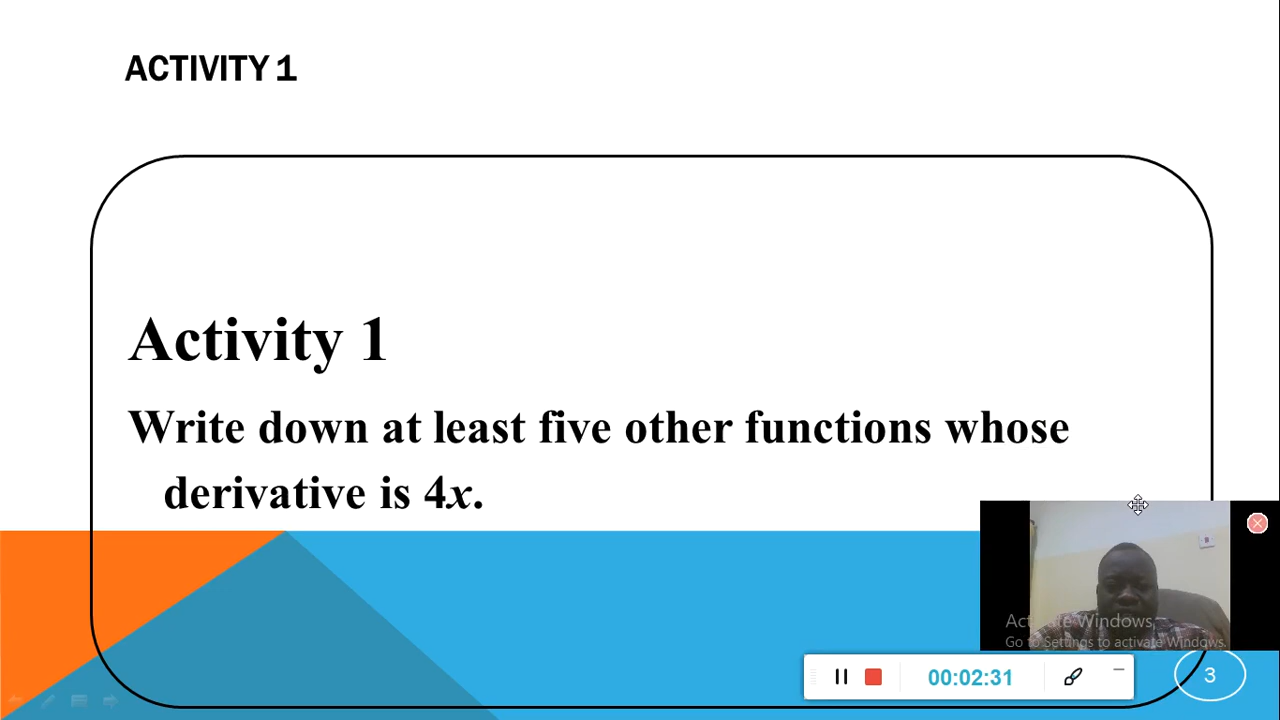 ACTIVITY 1
Activity 1
Write down at least five other functions whose
derivative is 4x.
Activate Windows
Go to Settings to activate Windows.
00:02:31
3